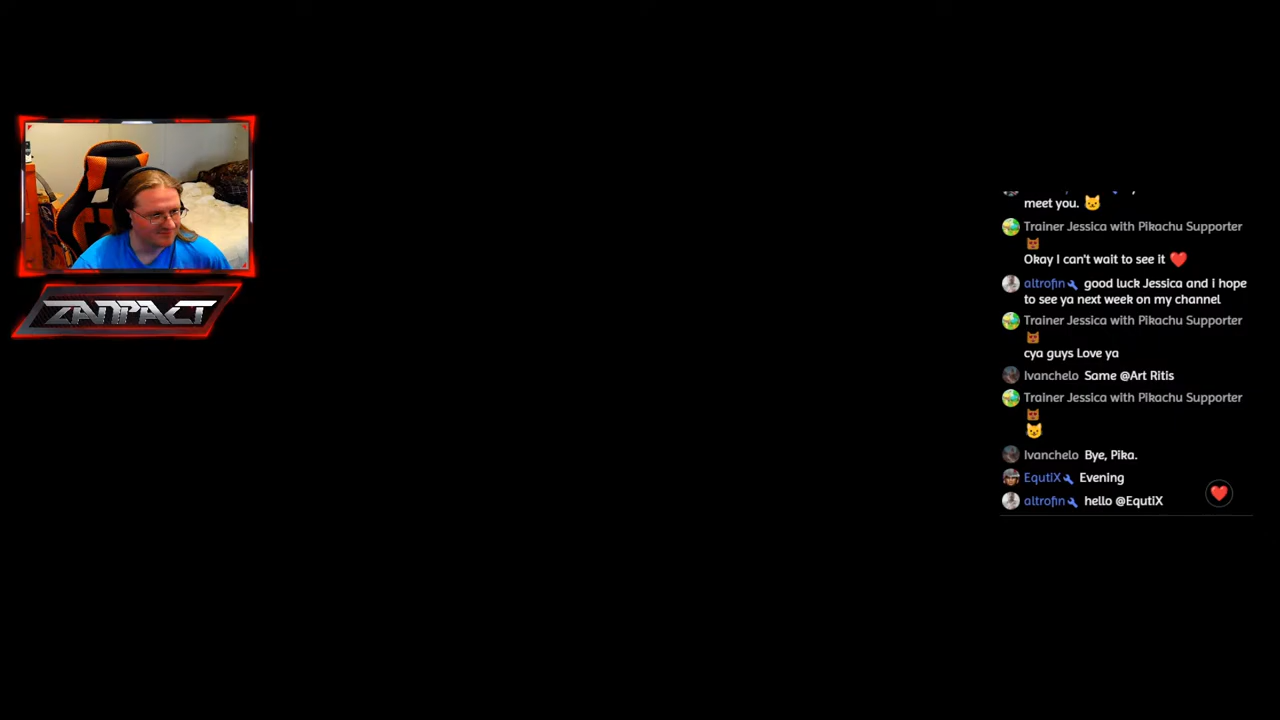 ZANPACT
meet you.
Trainer Jessica with Pikachu Supporter
Okay I can't wait to see it
altrofin good luck Jessica and i hope
to see ya next week on my channel
Trainer Jessica with Pikachu Supporter
cya guys Love ya
Ivanchelo Same @Art Ritis
Trainer Jessica with Pikachu Supporter
Ivanchelo Bye, Pika.
EqutiX Evening
altrofin hello @EqutiX